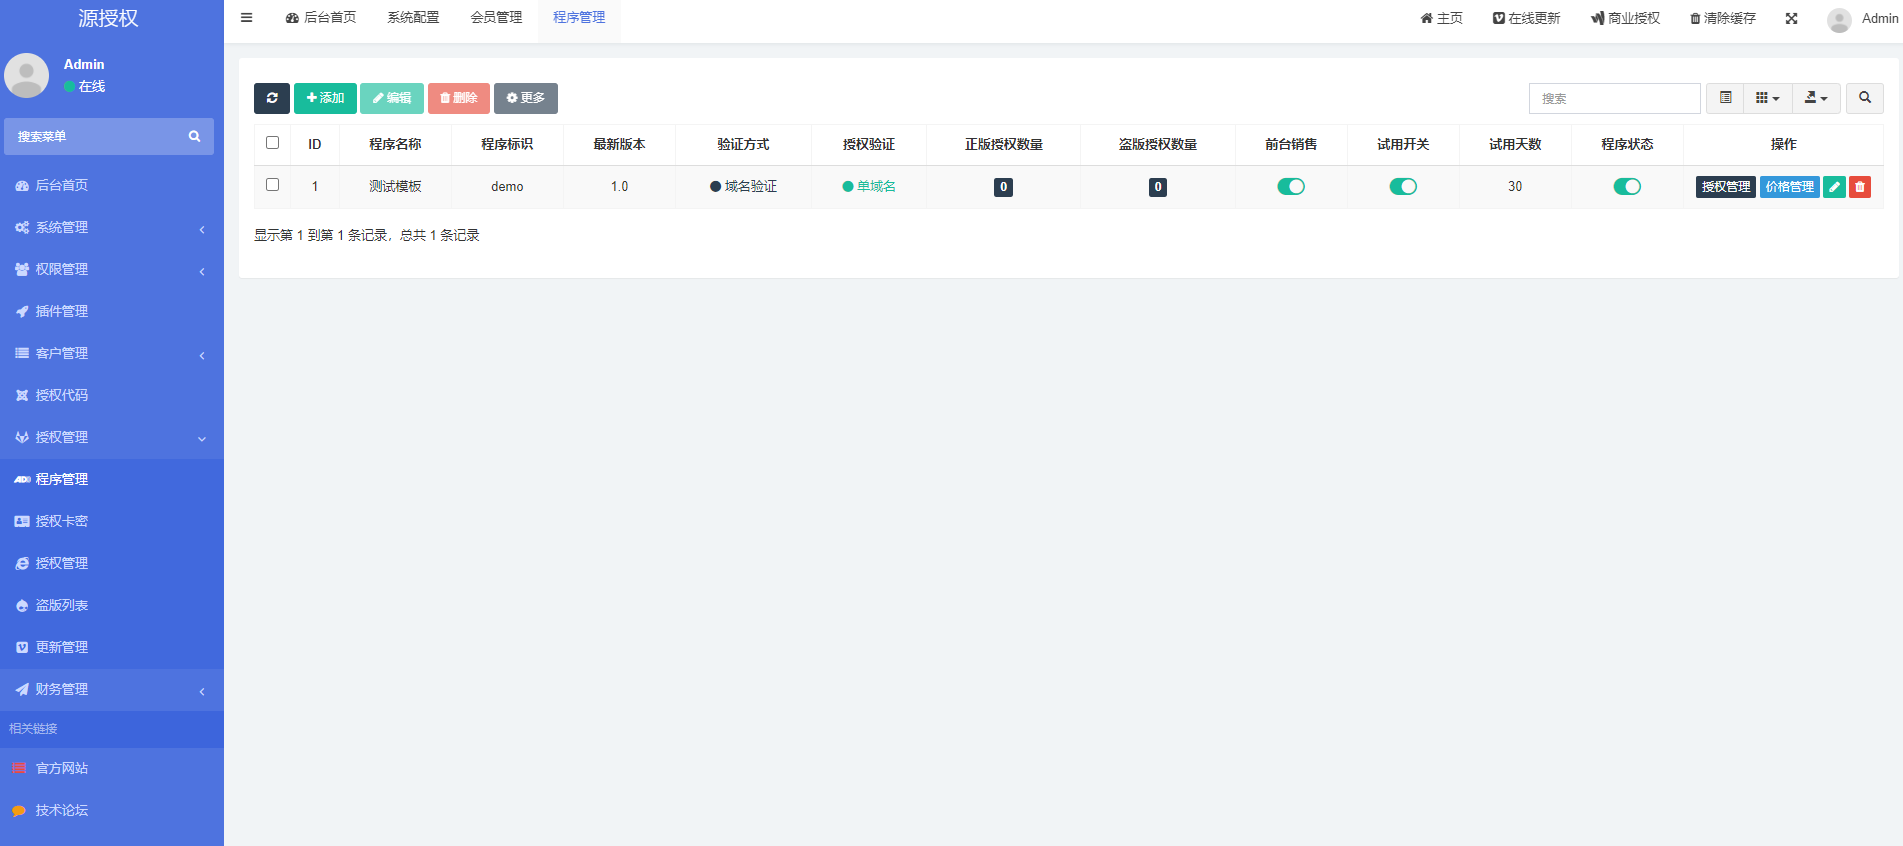 源授权
后台首页
系统配置
会员管理
程序管理
主页
在线更新
商业授权
清除缓存
Admin
Admin
在线
搜索菜单
后台首页
系统管理
权限管理
插件管理
客户管理
授权代码
授权管理
程序管理
授权卡密
授权管理
盗版列表
更新管理
财务管理
相关链接
官方网站
技术论坛
添加 编辑 删除 更多
搜索
ID 程序名称 程序标识 最新版本 验证方式 授权验证 正版授权数量 盗版授权数量 前台销售 试用开关 试用天数 程序状态 操作
1 测试模板 demo 1.0 域名验证 单域名 0 0 30 授权管理 价格管理
显示第 1 到第 1 条记录，总共 1 条记录